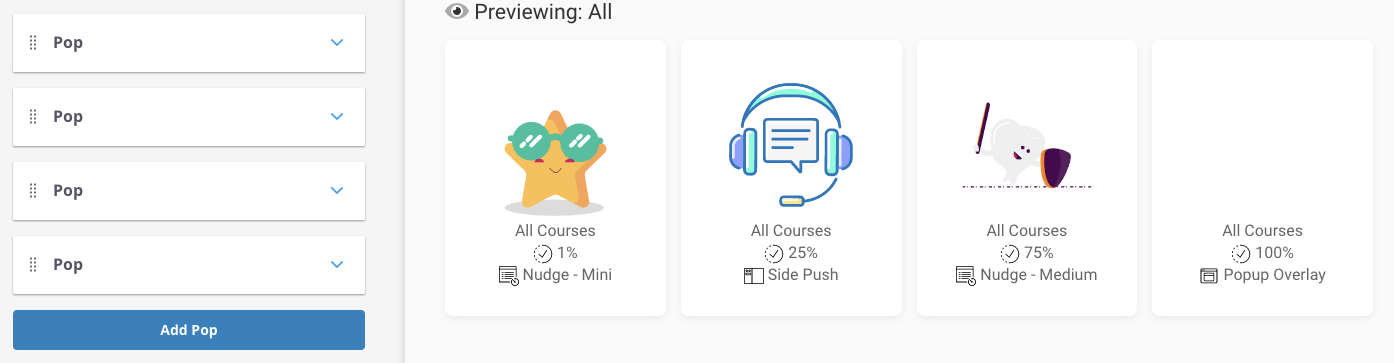 Pop
Pop
Pop
Pop
Add Pop
Previewing: All
All Courses
1%
Nudge - Mini
All Courses
25%
Side Push
All Courses
75%
Nudge - Medium
All Courses
100%
Popup Overlay